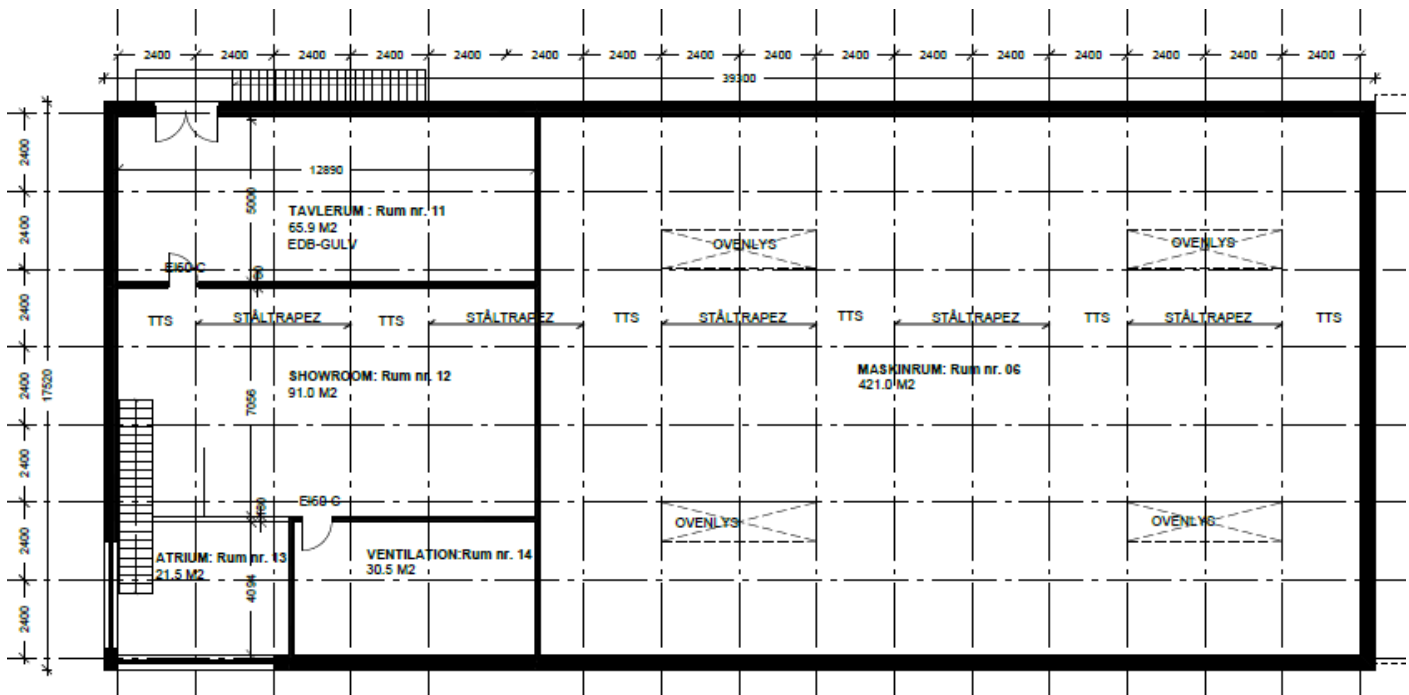 2400 2400 2400 2400 2400 2400 2400 2400 2400 2400 2400 2400 2400 2400 2400 2400
39300
2400
2400
2400
2400
2400
2400
2400
17520
12890
5000
TAVLERUM : Rum nr. 11
65.9 M2
EDB-GULV
EI60-C
160
OVENLYS OVENLYS
TTS STÅLTRAPEZ TTS STÅLTRAPEZ TTS STÅLTRAPEZ TTS STÅLTRAPEZ TTS STÅLTRAPEZ TTS
SHOWROOM: Rum nr. 12
91.0 M2
7056
MASKINRUM: Rum nr. 06
421.0 M2
EI60-C
160
OVENLYS OVENLYS
ATRIUM: Rum nr. 13
21.5 M2
VENTILATION:Rum nr. 14
30.5 M2
4094